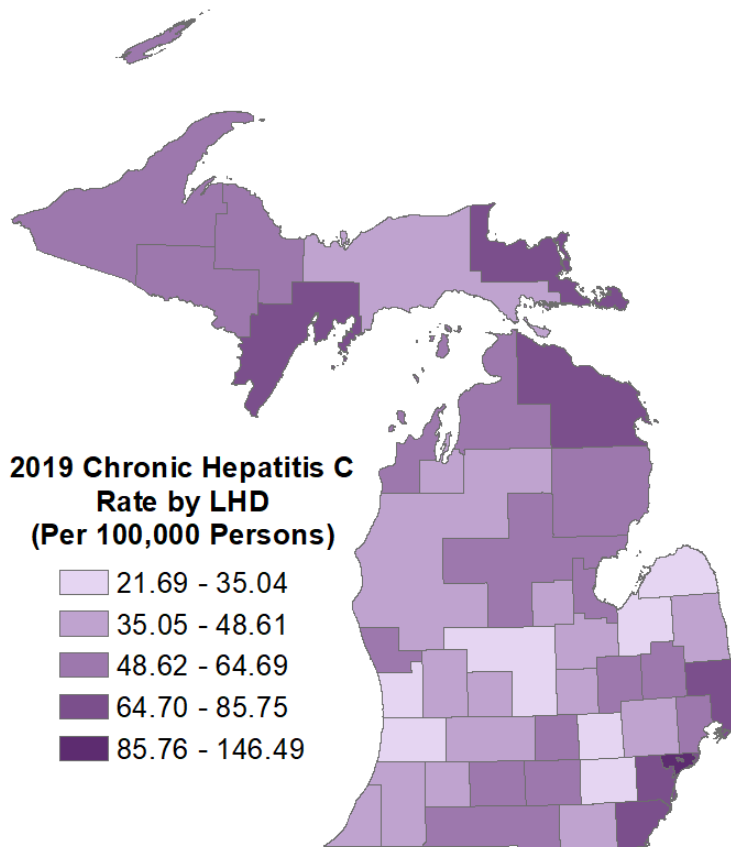 2019 Chronic Hepatitis C
Rate by LHD
(Per 100,000 Persons)
21.69 - 35.04
35.05 - 48.61
48.62 - 64.69
64.70 - 85.75
85.76 - 146.49